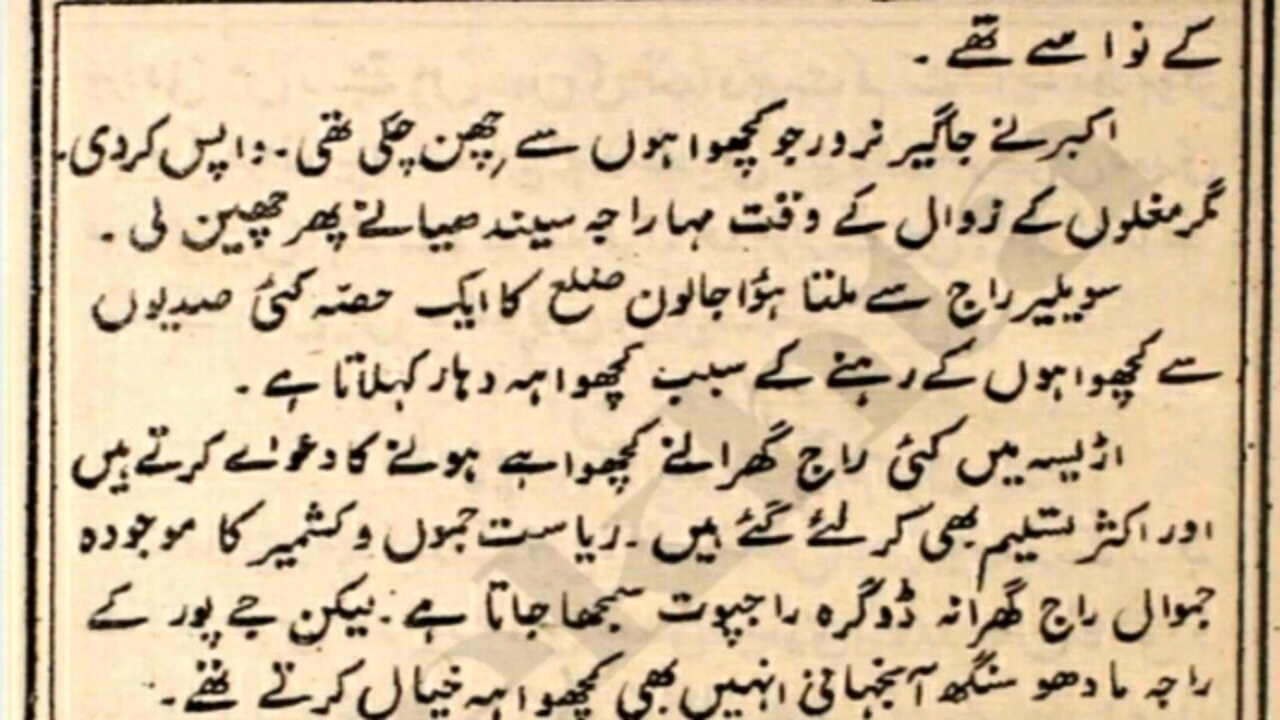 کے نواسے تھے۔
اکبر نے جاگیر نرور جو کچھواہوں سے چھن چکی تھی۔ واپس کردی۔
مگر مغلوں کے زوال کے وقت مہاراجہ سیندھیا نے پھر چھین لی۔
سویلیر راج سے ملتا ہؤا جالون ضلع کا ایک حصّہ کئی صدیوں
سے کچھواہوں کے رہنے کے سبب کچھواہہ دہار کہلاتا ہے۔
اڑیسہ میں کئی راج گھرانے کچھواہے ہونے کا دعواے کرتے ہیں
اور اکثر تسلیم بھی کر لئے گئے ہیں۔ ریاست جموں و کشمیر کا موجودہ
جموال راج گھرانہ ڈوگرہ راجپوت سمجھا جاتا ہے۔ لیکن جے پور کے
راجہ مادھو سنگھ آنجہانی انہیں بھی کچھواہہ خیال کرتے تھے۔